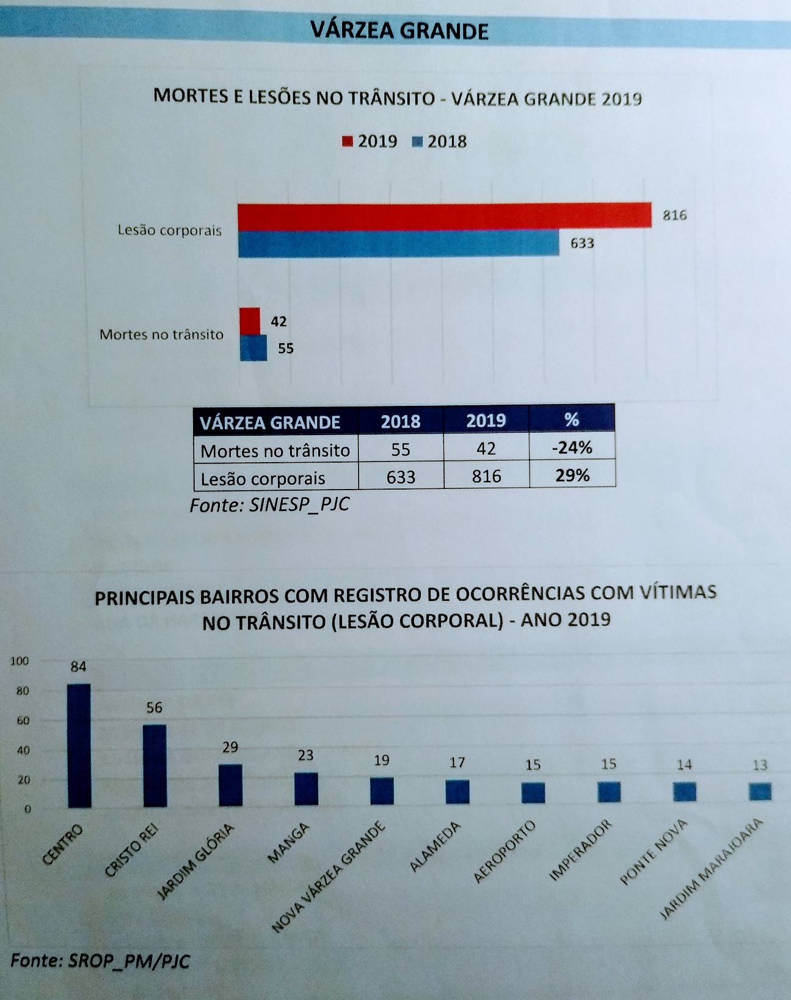 VÁRZEA GRANDE
MORTES E LESÕES NO TRÂNSITO - VÁRZEA GRANDE 2019
2019 2018
Lesão corporais
816
633
Mortes no trânsito
42
55
VÁRZEA GRANDE 2018 2019 %
Mortes no trânsito 55 42 -24%
Lesão corporais 633 816 29%
Fonte: SINESP_PJC
PRINCIPAIS BAIRROS COM REGISTRO DE OCORRÊNCIAS COM VÍTIMAS
NO TRÂNSITO (LESÃO CORPORAL) - ANO 2019
100
80
60
40
20
0
84 56 29 23 19 17 15 15 14 13
CENTRO
CRISTO REI
JARDIM GLÓRIA
MANGA
NOVA VÁRZEA GRANDE
ALAMEDA
AEROPORTO
IMPERADOR
PONTE NOVA
JARDIM MARAJOARA
Fonte: SROP_PM/PJC